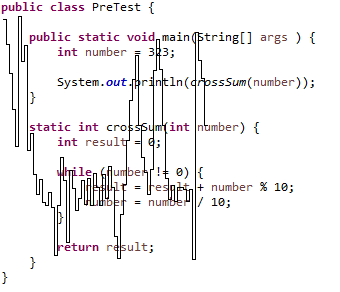 public class PreTest {
public static void main(String[] args ) {
int number = 323;
System.out.println(crossSum(number));
}
static int crossSum(int number) {
int result = 0;
while (number != 0) {
result = result + number % 10;
number = number / 10;
}
return result;
}
}